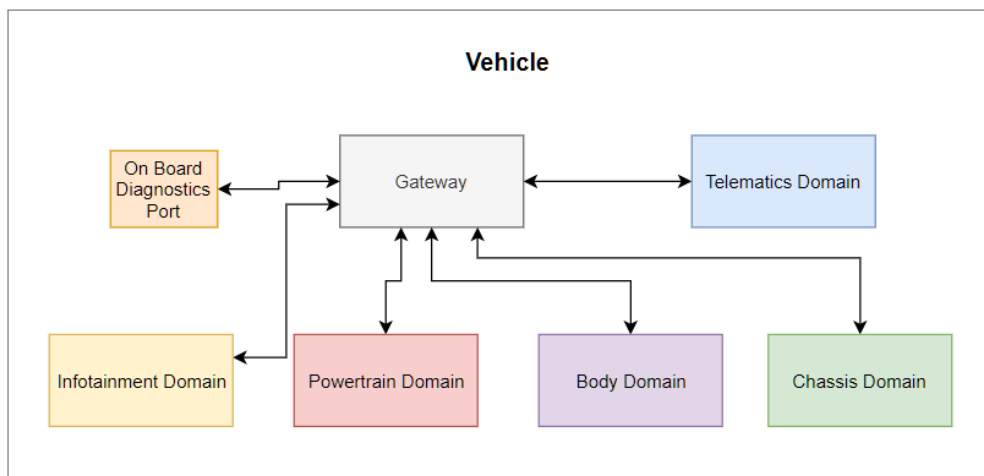 Vehicle
On Board
Diagnostics
Port
Gateway
Telematics Domain
Infotainment Domain
Powertrain Domain
Body Domain
Chassis Domain